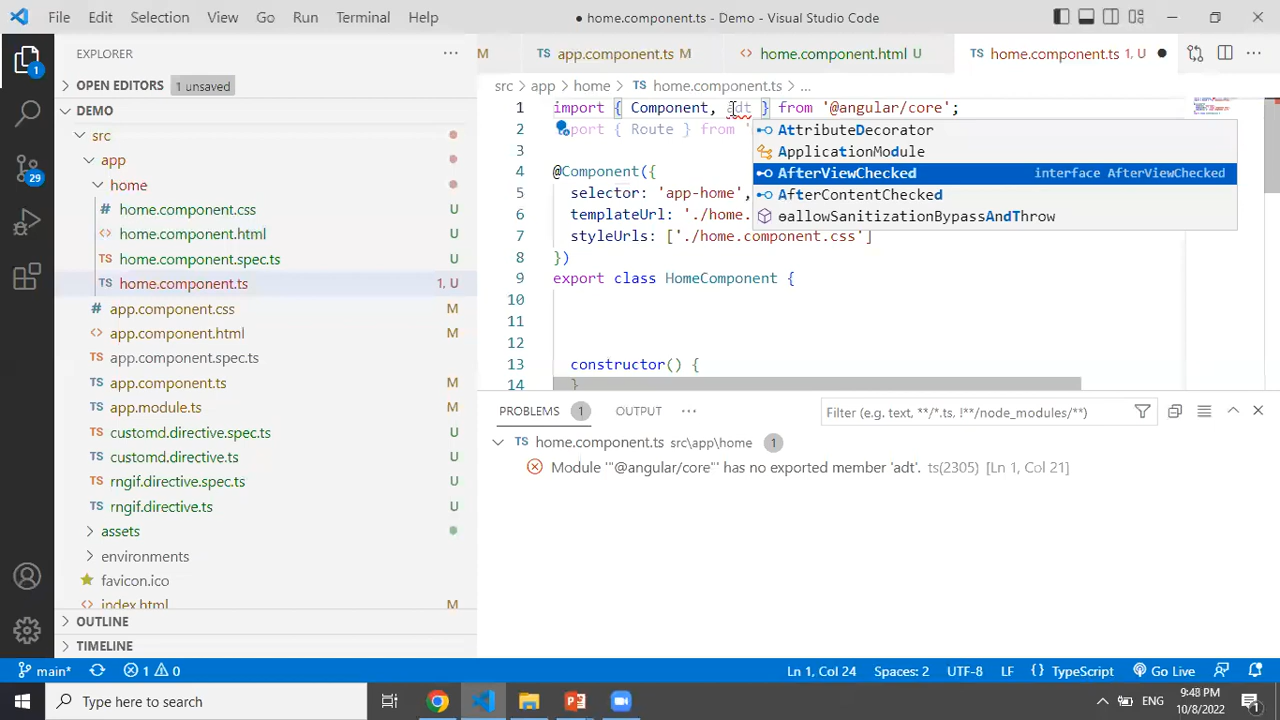 File Edit Selection View Go Run Terminal Help
● home.component.ts - Demo - Visual Studio Code
EXPLORER
OPEN EDITORS 1 unsaved
DEMO
src
app
home
home.component.css U
home.component.html U
home.component.spec.ts U
home.component.ts 1, U
app.component.css M
app.component.html M
app.component.spec.ts
app.component.ts M
app.module.ts M
customd.directive.spec.ts U
customd.directive.ts U
rngif.directive.spec.ts U
rngif.directive.ts U
assets
environments
favicon.ico
index.html M
OUTLINE
TIMELINE
1
29
M app.component.ts M home.component.html U home.component.ts 1, U
src > app > home > TS home.component.ts > ...
1 import { Component, adt } from '@angular/core';
2 port { Route } from '
3
4 @Component({
5 selector: 'app-home',
6 templateUrl: './home.
7 styleUrls: ['./home.component.css']
8 })
9 export class HomeComponent {
10
11
12
13 constructor() {
14 }
AttributeDecorator
ApplicationModule
AfterViewChecked interface AfterViewChecked
AfterContentChecked
ɵallowSanitizationBypassAndThrow
PROBLEMS 1 OUTPUT
Filter (e.g. text, **/*.ts, !**/node_modules/**)
TS home.component.ts src\app\home 1
Module '"@angular/core"' has no exported member 'adt'. ts(2305) [Ln 1, Col 21]
main* 1 0 Ln 1, Col 24 Spaces: 2 UTF-8 LF { } TypeScript Go Live
Type here to search
ENG
9:48 PM
10/8/2022
1